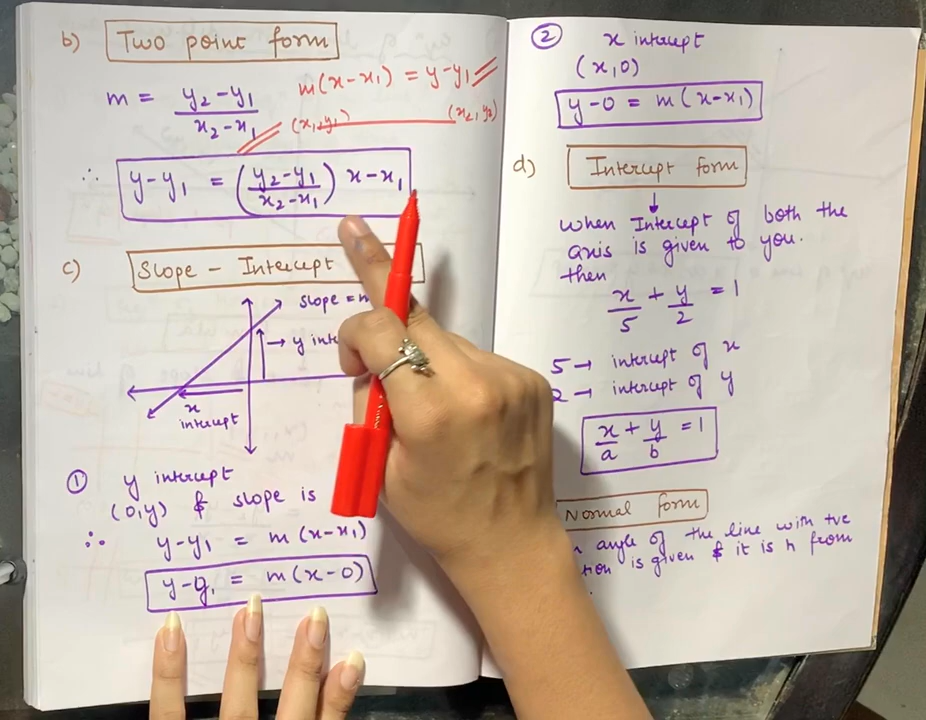 b) Two point form
m = y₂-y₁ / x₂-x₁
m(x-x₁) = y-y₁
(x₁,y₁) (x₂,y₂)
∴ y-y₁ = (y₂-y₁ / x₂-x₁) x-x₁
c) Slope - Intercept
slope =
→ y
x
intercept
① y intercept
(0,y) & slope is
∴ y-y₁ = m(x-x₁)
y-y₁ = m(x-0)
② x intercept
(x,0)
y-0 = m(x-x₁)
d) Intercept form
↓
when Intercept of both the
axis is given to you.
then
x/5 + y/2 = 1
5 → intercept of x
2 → intercept of y
x/a + y/b = 1
Normal form
angle of the line with +ve
is given & it is h from